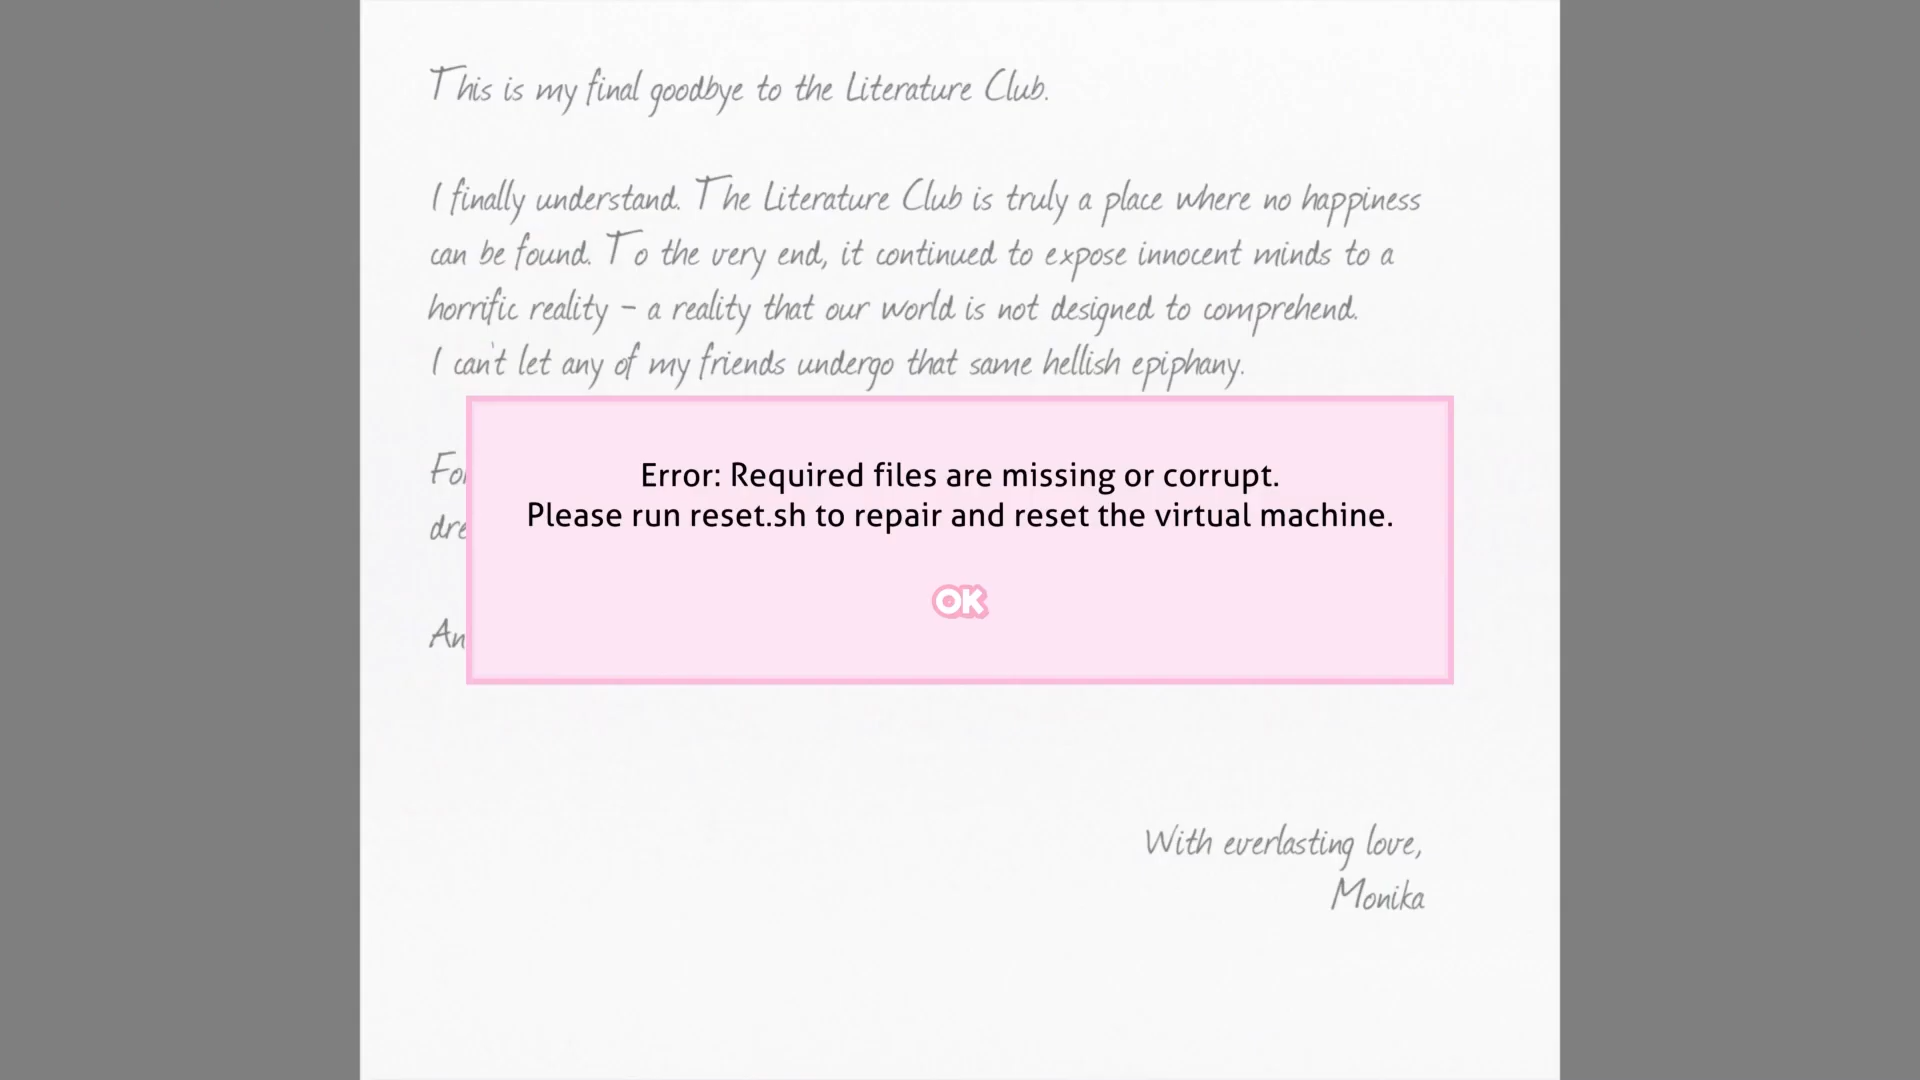 This is my final goodbye to the Literature Club.
I finally understand. The Literature Club is truly a place where no happiness
can be found. To the very end, it continued to expose innocent minds to a
horrific reality – a reality that our world is not designed to comprehend.
I can't let any of my friends undergo that same hellish epiphany.
Error: Required files are missing or corrupt.
Please run reset.sh to repair and reset the virtual machine.
OK
With everlasting love,
Monika